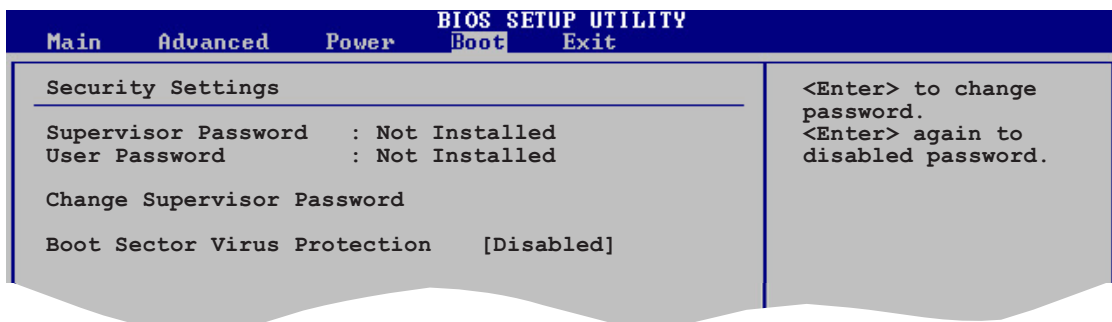 BIOS SETUP UTILITY
Main Advanced Power Boot Exit
Security Settings
Supervisor Password : Not Installed
User Password : Not Installed
Change Supervisor Password
Boot Sector Virus Protection [Disabled]
<Enter> to change
password.
<Enter> again to
disabled password.